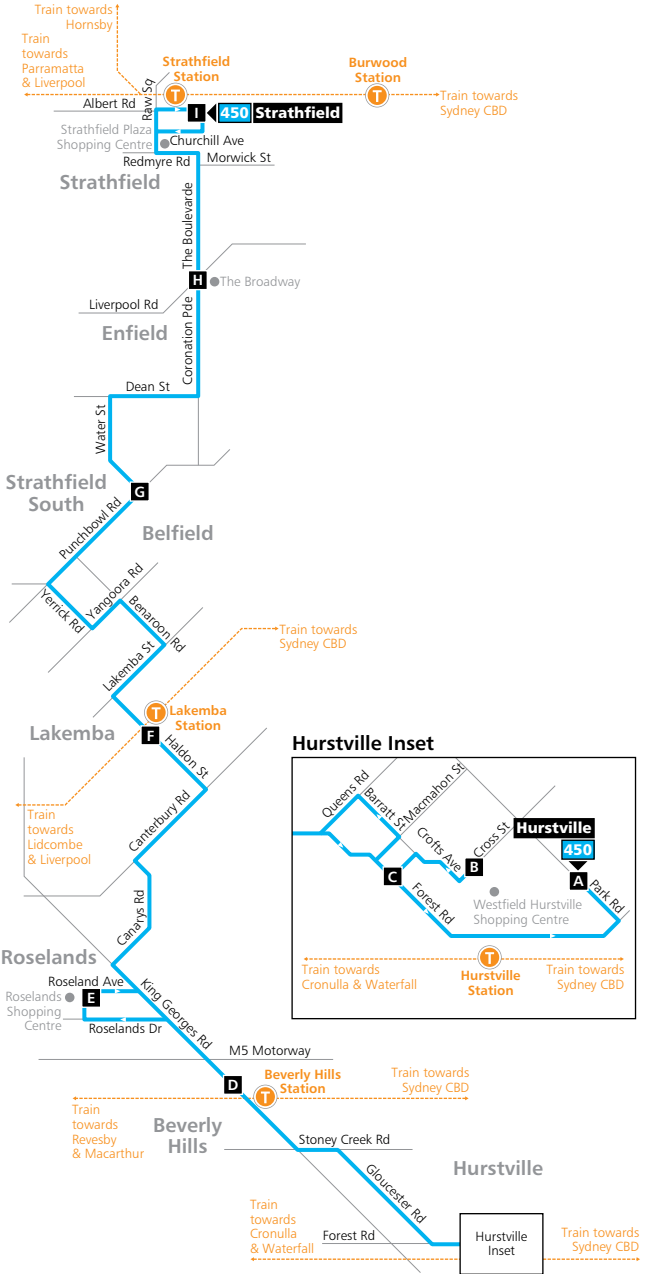 Train towards
Hornsby
Train
towards
Parramatta
& Liverpool
Strathfield
Station
Burwood
Station
T
T
Train towards
Sydney CBD
Raw Sq
Albert Rd
I
450
Strathfield
Strathfield Plaza
Shopping Centre
Churchill Ave
Redmyre Rd
Morwick St
Strathfield
The Boulevarde
H
The Broadway
Liverpool Rd
Enfield
Coronation Pde
Dean St
Water St
Strathfield
South
G
Punchbowl Rd
Belfield
Yerrick Rd
Yangoora Rd
Benaroon Rd
Train towards
Sydney CBD
Lakemba St
T
Lakemba
Station
Lakemba
F
Haldon St
Train
towards
Lidcombe
& Liverpool
Canterbury Rd
Canarys Rd
Hurstville Inset
Queens Rd
Barratt St
Macmahon St
Crofts Ave
Cross St
Hurstville
450
B
A
C
Park Rd
Forest Rd
Westfield Hurstville
Shopping Centre
T
Train towards
Cronulla & Waterfall
Hurstville
Station
Train towards
Sydney CBD
Roselands
Roseland Ave
E
Roselands
Shopping
Centre
Roselands Dr
King Georges Rd
M5 Motorway
D
Beverly Hills
Station
T
Train towards
Sydney CBD
Train
towards
Revesby
& Macarthur
Beverly
Hills
Stoney Creek Rd
Hurstville
Gloucester Rd
Train
towards
Cronulla
& Waterfall
Forest Rd
Hurstville
Inset
Train towards
Sydney CBD